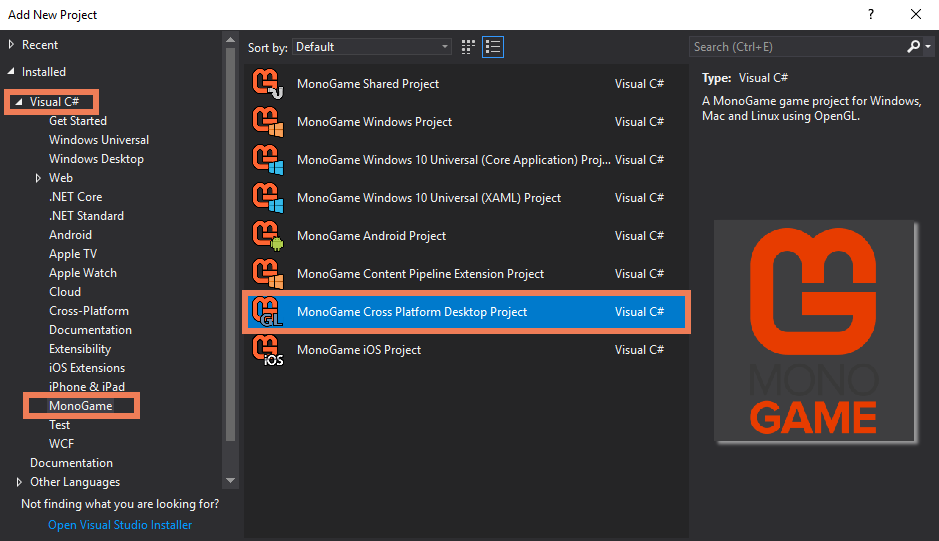 Add New Project
?
Recent
Installed
Visual C#
Get Started
Windows Universal
Windows Desktop
Web
.NET Core
.NET Standard
Android
Apple TV
Apple Watch
Cloud
Cross-Platform
Documentation
Extensibility
iOS Extensions
iPhone & iPad
MonoGame
Test
WCF
Documentation
Other Languages
Not finding what you are looking for?
Open Visual Studio Installer
Sort by: Default
MonoGame Shared Project Visual C#
MonoGame Windows Project Visual C#
MonoGame Windows 10 Universal (Core Application) Proj... Visual C#
MonoGame Windows 10 Universal (XAML) Project Visual C#
MonoGame Android Project Visual C#
MonoGame Content Pipeline Extension Project Visual C#
GL
MonoGame Cross Platform Desktop Project Visual C#
iOS
MonoGame iOS Project Visual C#
Search (Ctrl+E)
Type: Visual C#
A MonoGame game project for Windows,
Mac and Linux using OpenGL.
MONO
GAME